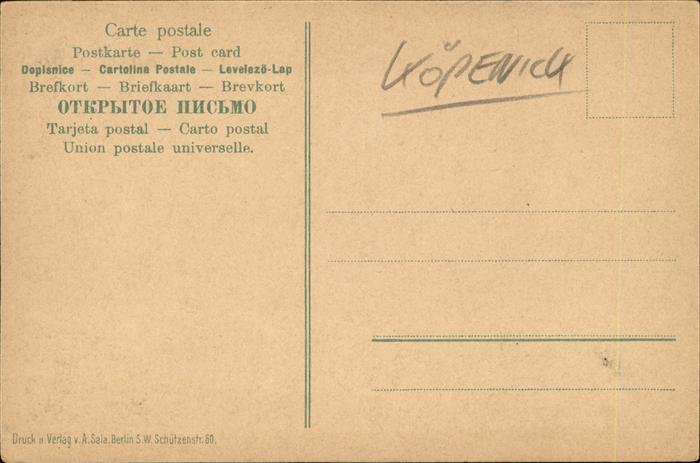 Carte postale
Postkarte — Post card
Dopisnice — Cartolina Postale — Levelező-Lap
Brefkort — Briefkaart — Brevkort
ОТКРЫТОЕ ПИСЬМО
Tarjeta postal — Carto postal
Union postale universelle.
KÖPENICK
Druck u Verlag v. A. Sala. Berlin S.W. Schützenstr. 60.